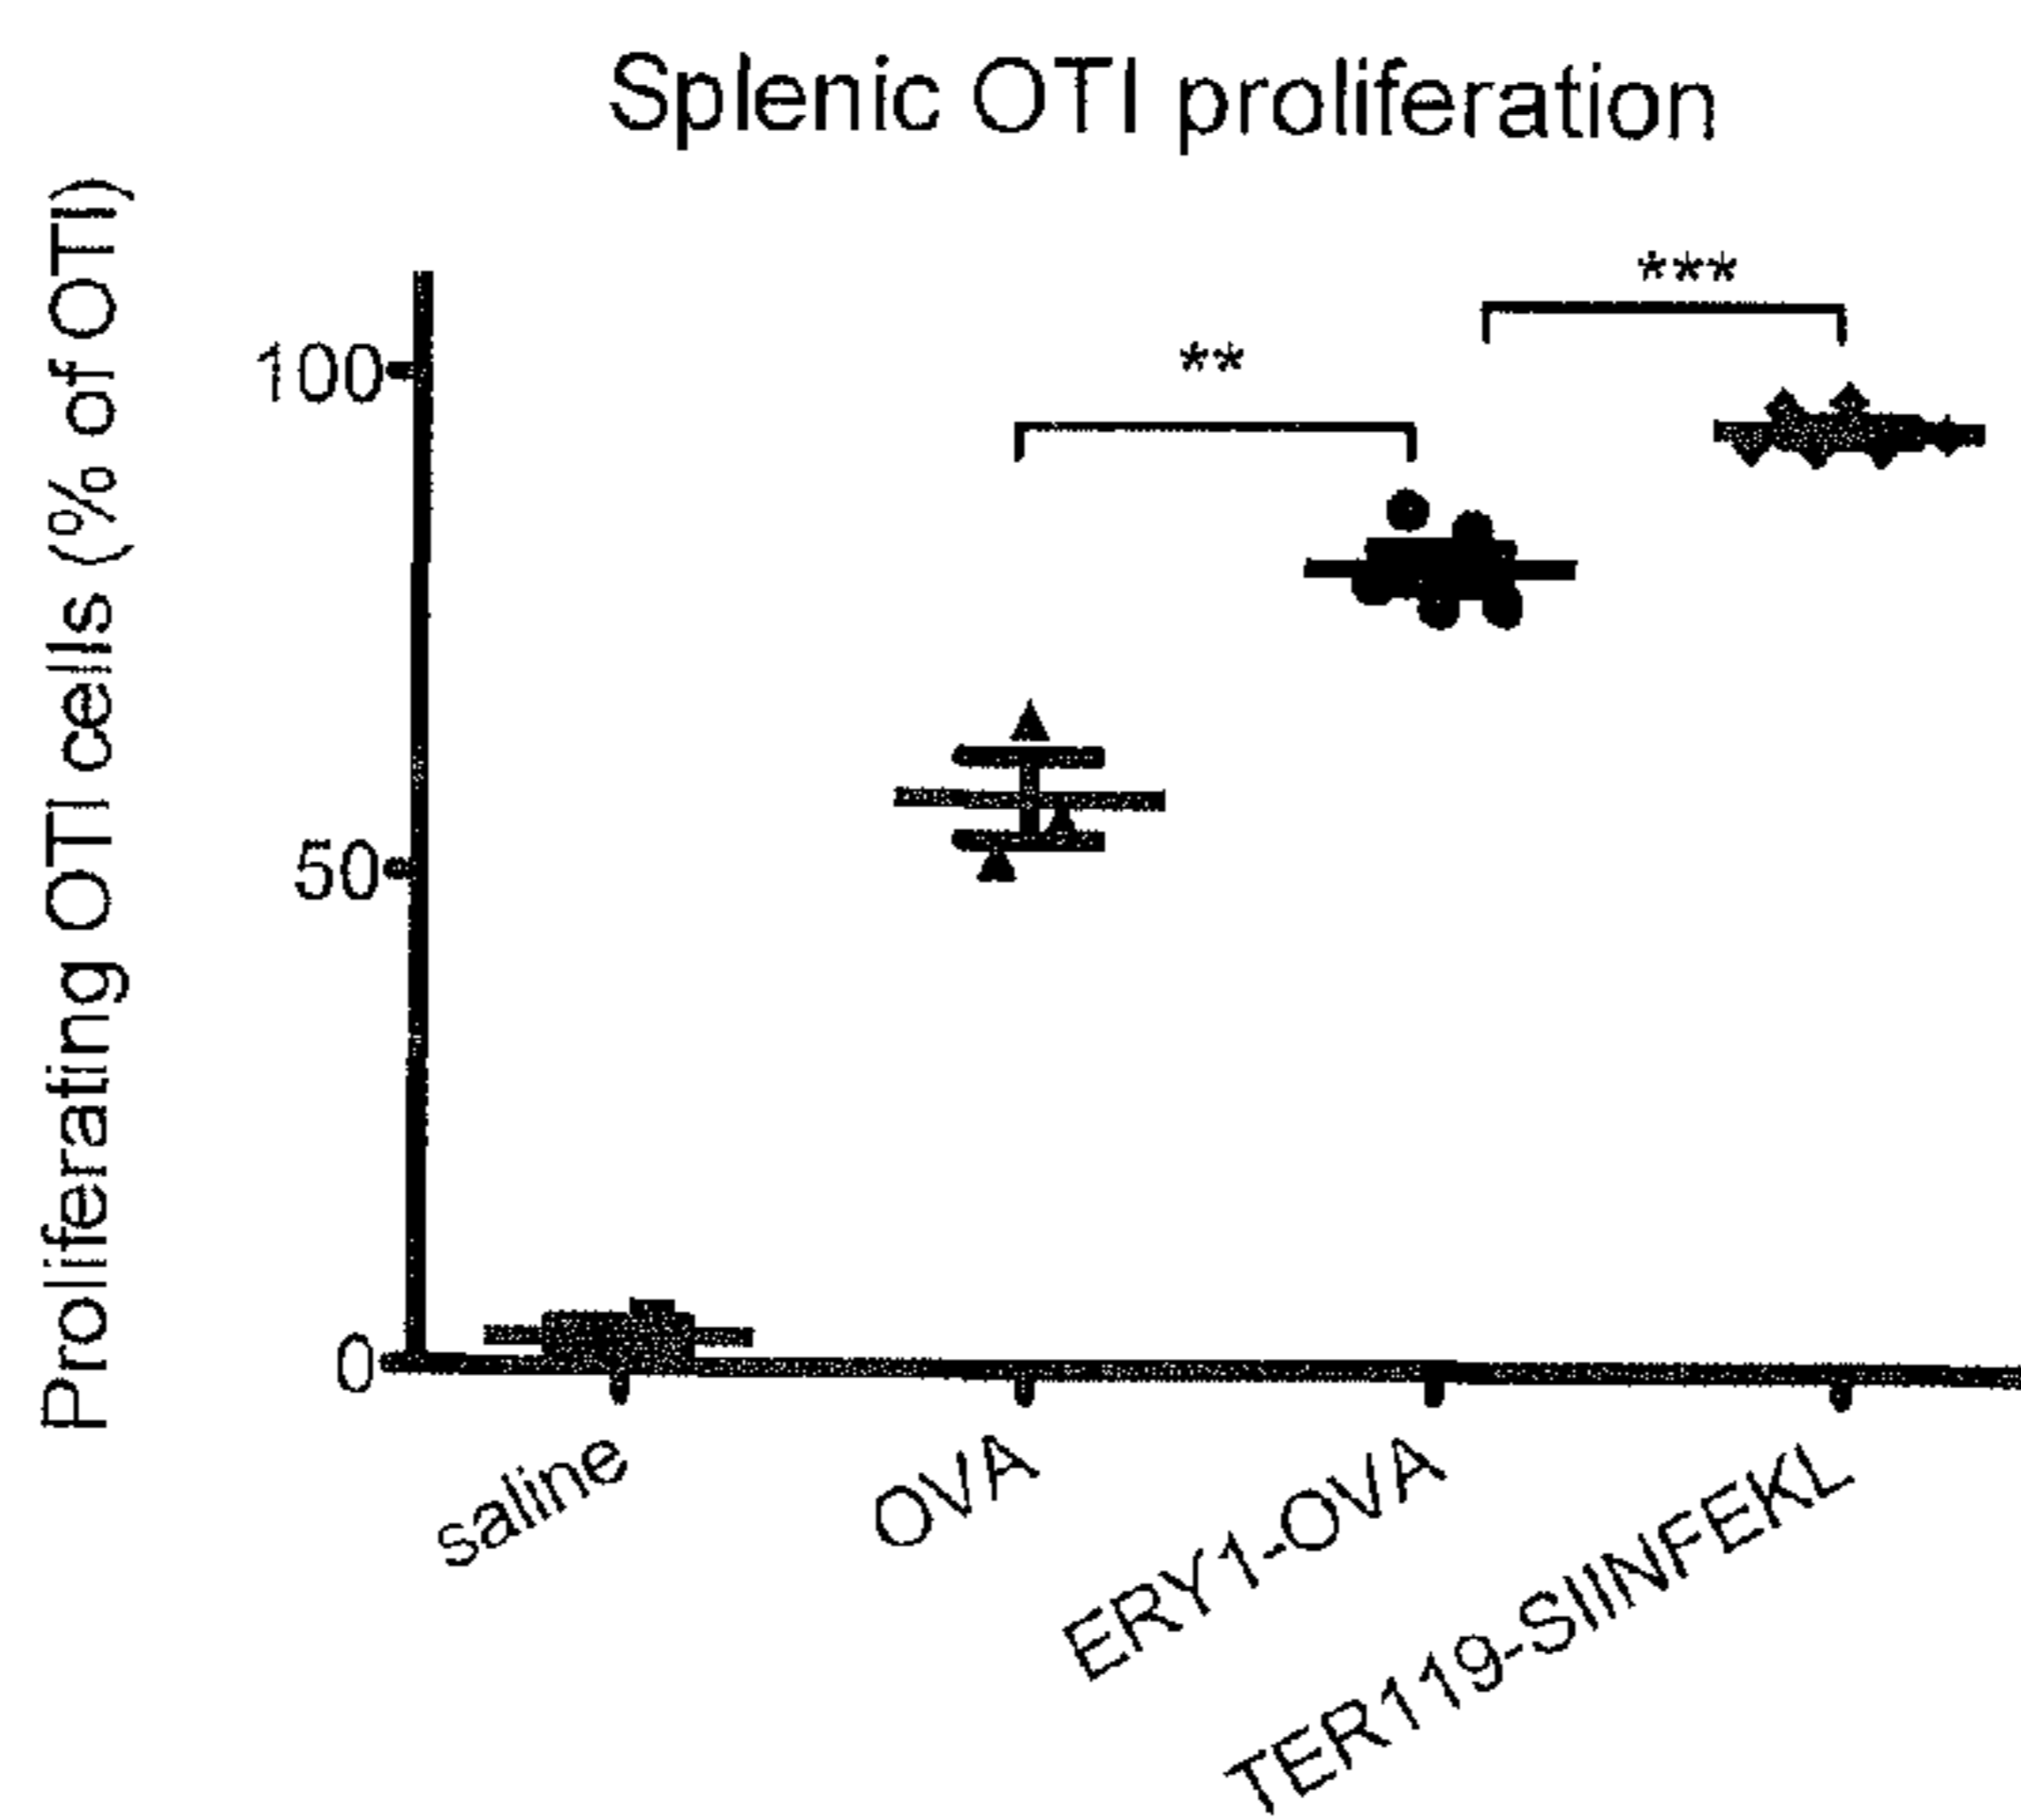 Splenic OTI proliferation
Proliferating OTI cells (% of OTI)
100
50
0
**
***
saline
OVA
ERY1-OVA
TER119-SIINFEKL